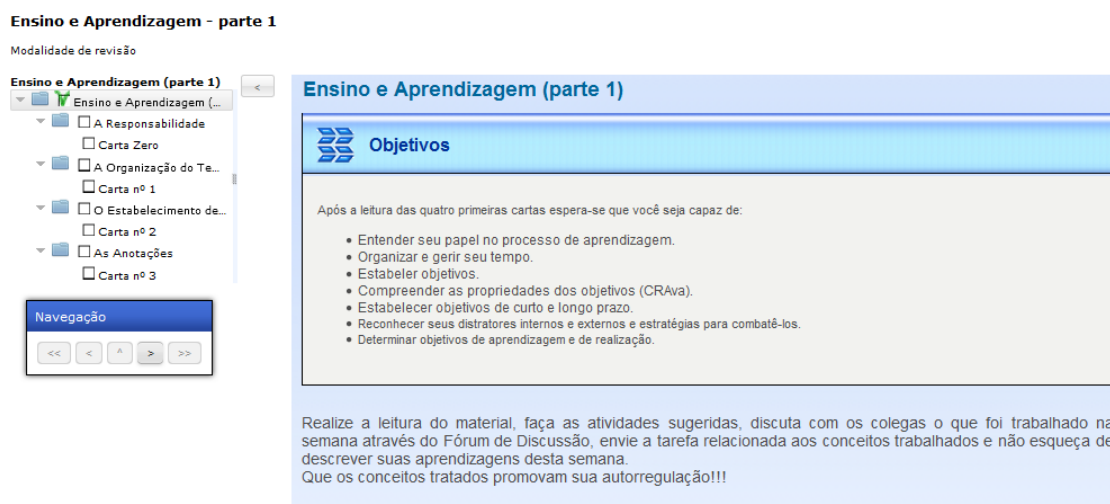 Ensino e Aprendizagem - parte 1
Modalidade de revisão
Ensino e Aprendizagem (parte 1)
<
Ensino e Aprendizagem (...
A Responsabilidade
Carta Zero
A Organização do Te...
Carta nº 1
O Estabelecimento de...
Carta nº 2
As Anotações
Carta nº 3
Navegação
<< < ^ > >>
Ensino e Aprendizagem (parte 1)
Objetivos
Após a leitura das quatro primeiras cartas espera-se que você seja capaz de:
• Entender seu papel no processo de aprendizagem.
• Organizar e gerir seu tempo.
• Estabeler objetivos.
• Compreender as propriedades dos objetivos (CRAva).
• Estabelecer objetivos de curto e longo prazo.
• Reconhecer seus distratores internos e externos e estratégias para combatê-los.
• Determinar objetivos de aprendizagem e de realização.
Realize a leitura do material, faça as atividades sugeridas, discuta com os colegas o que foi trabalhado na
semana através do Fórum de Discussão, envie a tarefa relacionada aos conceitos trabalhados e não esqueça de
descrever suas aprendizagens desta semana.
Que os conceitos tratados promovam sua autorregulação!!!